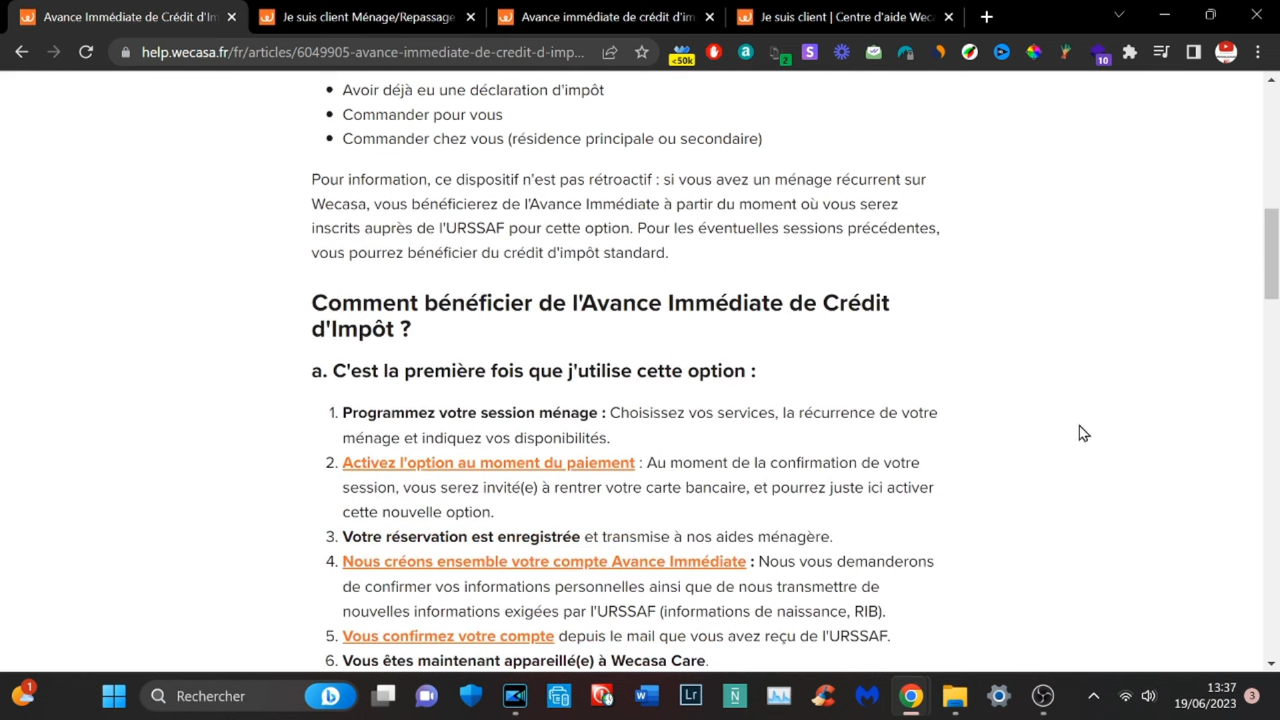 Avance Immédiate de Crédit d'Im
Je suis client Ménage/Repassage
Avance immédiate de crédit d'im
Je suis client | Centre d'aide Weca
help.wecasa.fr/fr/articles/6049905-avance-immediate-de-credit-d-imp...
<50k
2
S
10
• Avoir déjà eu une déclaration d'impôt
• Commander pour vous
• Commander chez vous (résidence principale ou secondaire)
Pour information, ce dispositif n'est pas rétroactif : si vous avez un ménage récurrent sur
Wecasa, vous bénéficierez de l'Avance Immédiate à partir du moment où vous serez
inscrits auprès de l'URSSAF pour cette option. Pour les éventuelles sessions précédentes,
vous pourrez bénéficier du crédit d'impôt standard.
Comment bénéficier de l'Avance Immédiate de Crédit
d'Impôt ?
a. C'est la première fois que j'utilise cette option :
1. Programmez votre session ménage : Choisissez vos services, la récurrence de votre
ménage et indiquez vos disponibilités.
2. Activez l'option au moment du paiement : Au moment de la confirmation de votre
session, vous serez invité(e) à rentrer votre carte bancaire, et pourrez juste ici activer
cette nouvelle option.
3. Votre réservation est enregistrée et transmise à nos aides ménagère.
4. Nous créons ensemble votre compte Avance Immédiate : Nous vous demanderons
de confirmer vos informations personnelles ainsi que de nous transmettre de
nouvelles informations exigées par l'URSSAF (informations de naissance, RIB).
5. Vous confirmez votre compte depuis le mail que vous avez reçu de l'URSSAF.
6. Vous êtes maintenant appareillé(e) à Wecasa Care.
1
Rechercher
Lr
13:37
19/06/2023
3